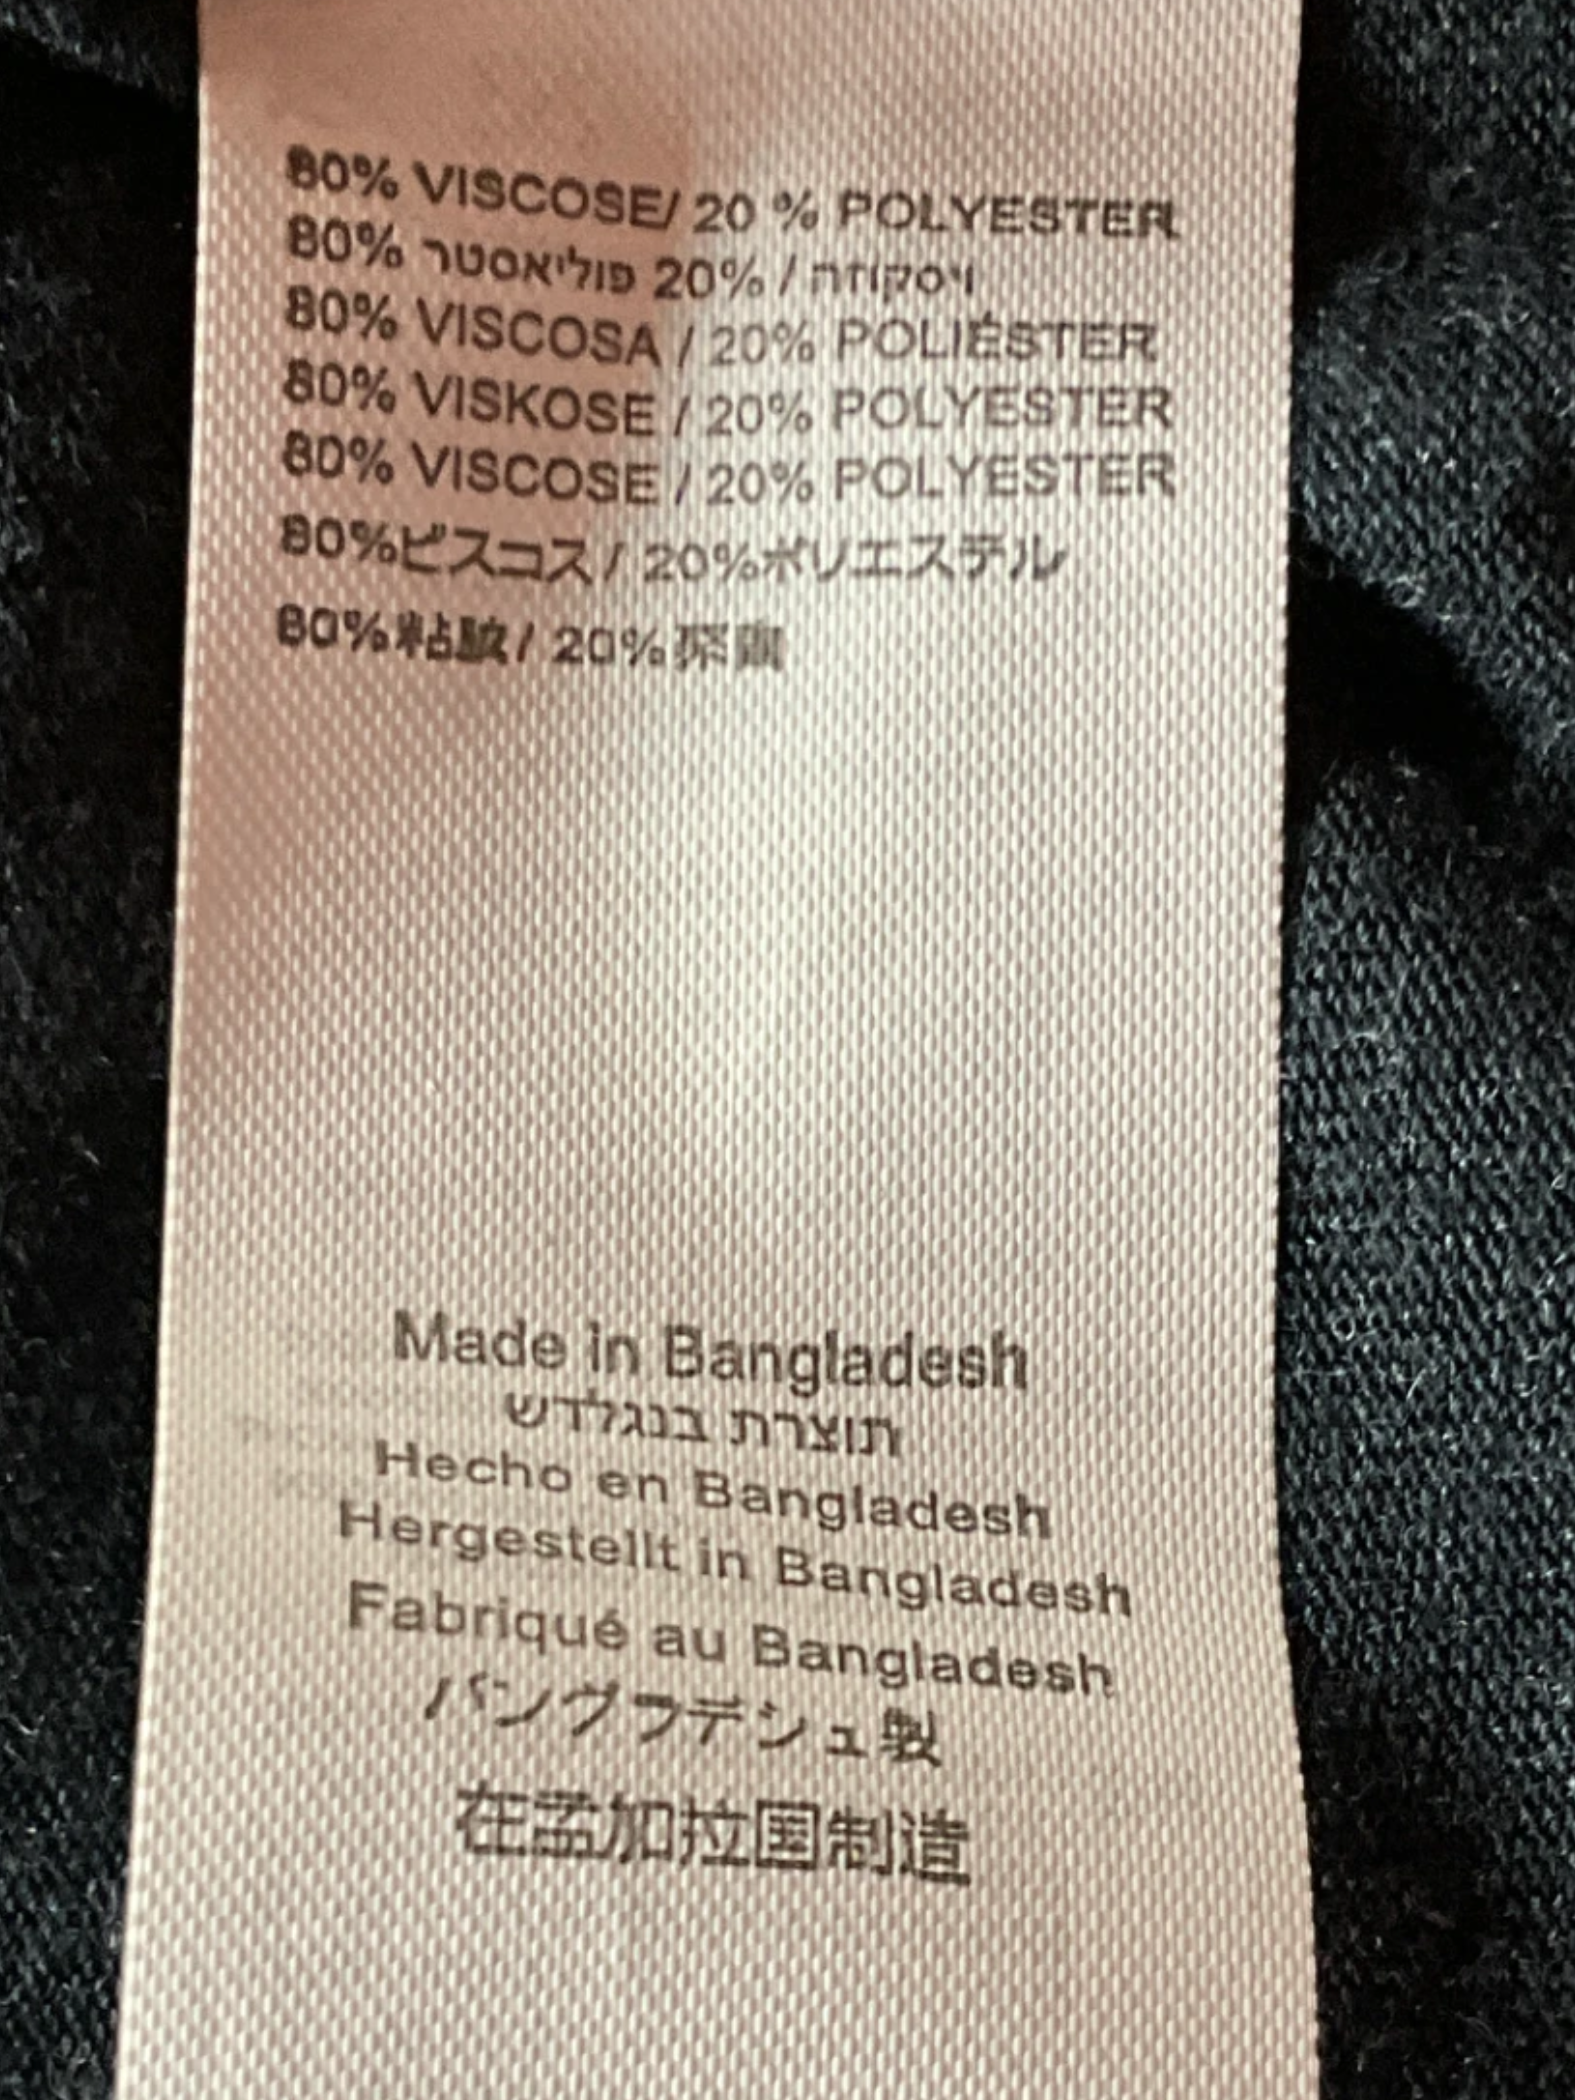 80% VISCOSE/ 20 % POLYESTER
80% פוליאסטר 20% / ויסקוזה
80% VISCOSA / 20% POLIÉSTER
80% VISKOSE / 20% POLYESTER
80% VISCOSE / 20% POLYESTER
80%ビスコス/ 20%ポリエステル
80%粘胶/ 20%
Made in Bangladesh
תוצרת בנגלדש
Hecho en Bangladesh
Hergestellt in Bangladesh
Fabriqué au Bangladesh
バングラデシュ製
在孟加拉国制造